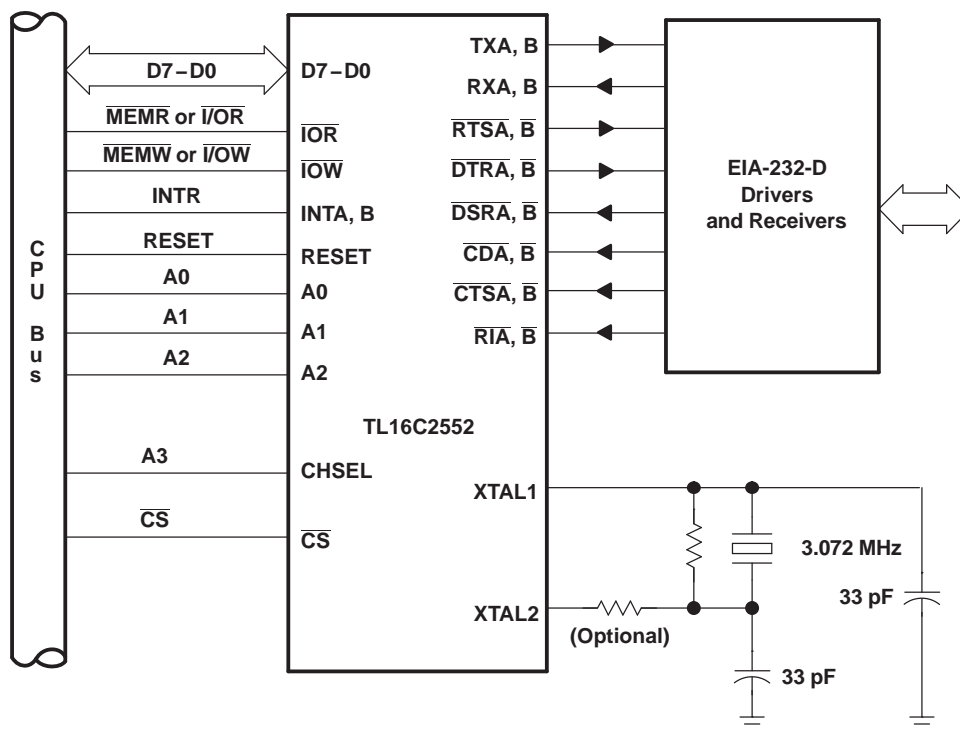 CPU Bus
D7–D0
MEMR or I/OR
MEMW or I/OW
INTR
RESET
A0
A1
A2
A3
CS
D7–D0
IOR
IOW
INTA, B
RESET
A0
A1
A2
TL16C2552
CHSEL
CS
TXA, B
RXA, B
RTSA, B
DTRA, B
DSRA, B
CDA, B
CTSA, B
RIA, B
XTAL1
XTAL2
EIA-232-D
Drivers
and Receivers
3.072 MHz
33 pF
(Optional)
33 pF